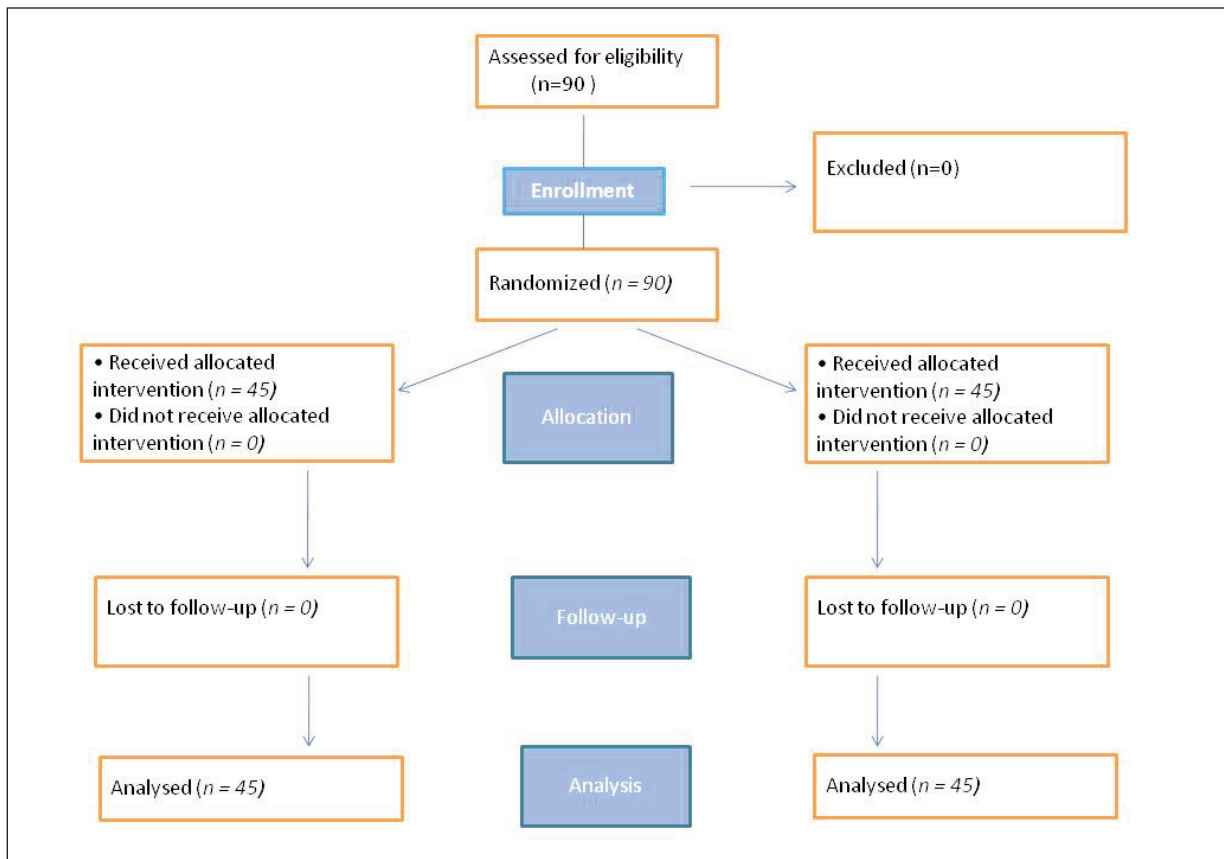 Assessed for eligibility
(n=90 )
Enrollment
Excluded (n=0)
Randomized (n = 90)
• Received allocated
intervention (n = 45)
• Did not receive allocated
intervention (n = 0)
Allocation
• Received allocated
intervention (n = 45)
• Did not receive allocated
intervention (n = 0)
Lost to follow-up (n = 0)
Follow-up
Lost to follow-up (n = 0)
Analysed (n = 45)
Analysis
Analysed (n = 45)